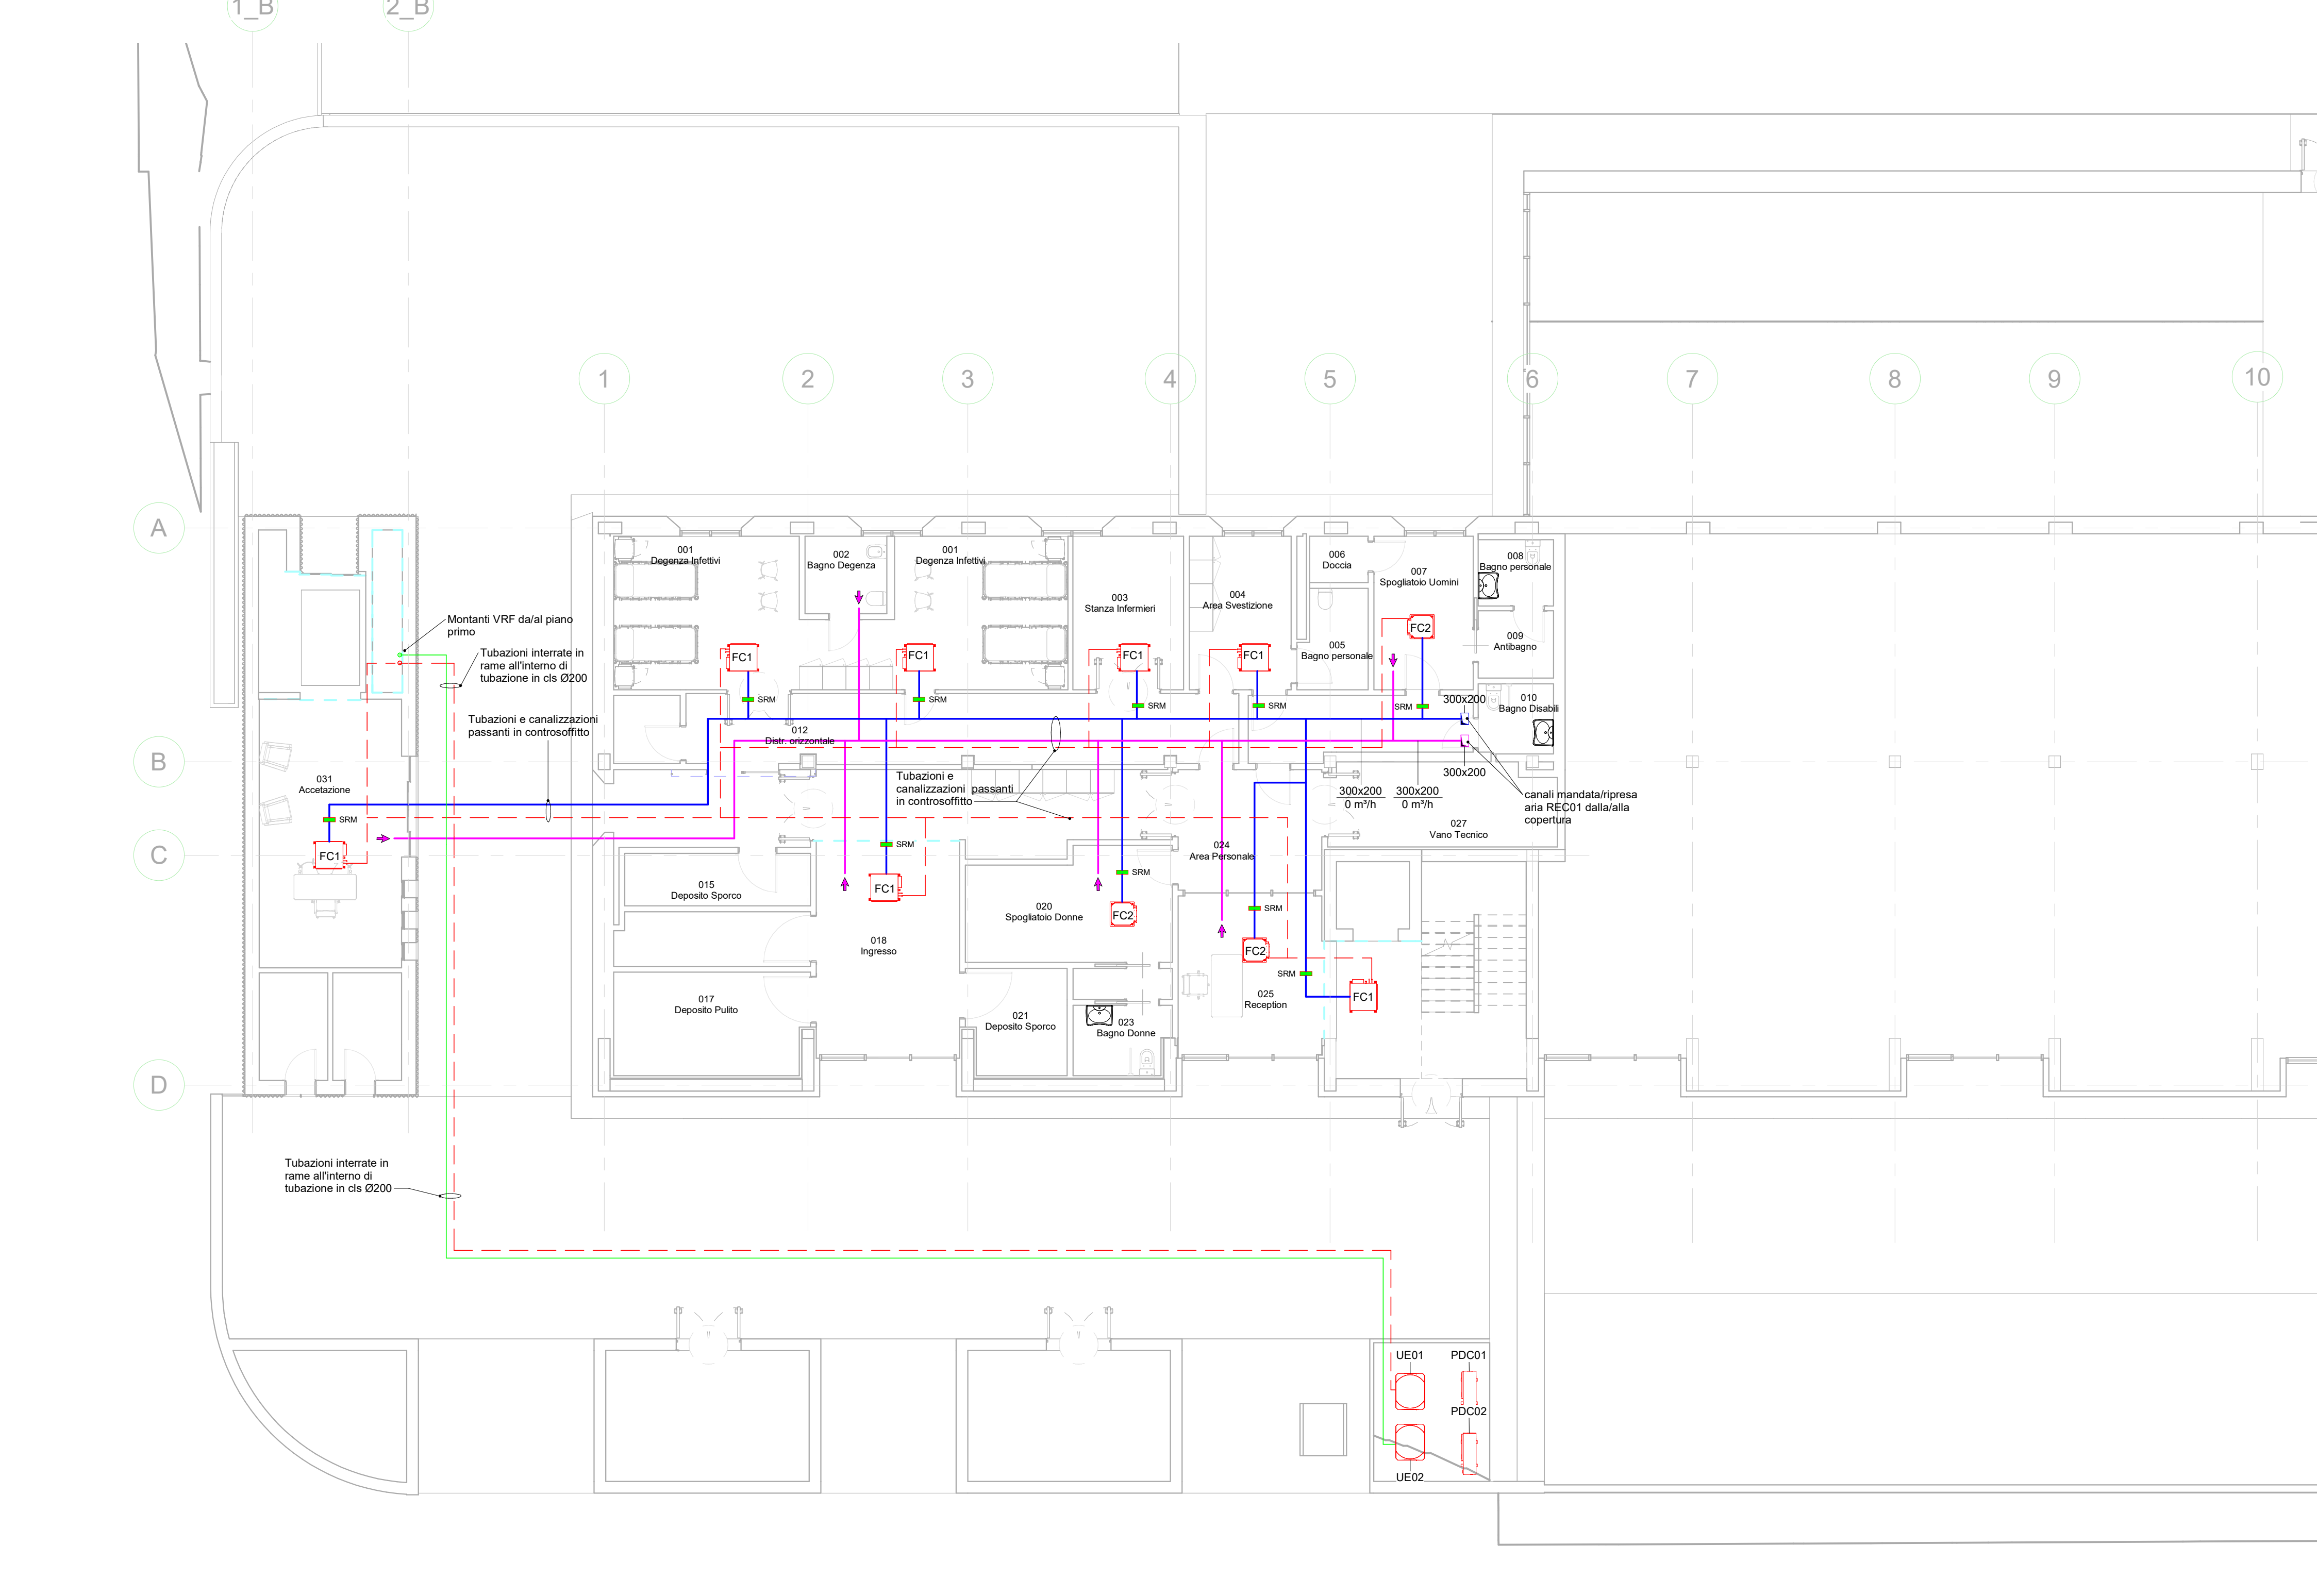 1_B
2_B
1
2
3
4
5
6
7
8
9
10
A
001
Degenza Infettivi
002
Bagno Degenza
001
Degenza Infettivi
003
Stanza Infermieri
004
Area Svestizione
006
Doccia
007
Spogliatoio Uomini
008
Bagno personale
005
Bagno personale
009
Antibagno
010
Bagno Disabili
Montanti VRF da/al piano
primo
Tubazioni interrate in
rame all'interno di
tubazione in cls Ø200
Tubazioni e canalizzazioni
passanti in controsoffitto
FC1
FC1
FC1
FC1
FC2
SRM
SRM
SRM
SRM
SRM
300x200
012
Distr. orizzontale
B
031
Accetazione
SRM
FC1
Tubazioni e
canalizzazioni passanti
in controsoffitto
300x200
300x200
0 m³/h
300x200
0 m³/h
canali mandata/ripresa
aria REC01 dalla/alla
copertura
027
Vano Tecnico
C
024
Area Personale
SRM
FC1
SRM
FC2
SRM
FC2
SRM
FC1
015
Deposito Sporco
020
Spogliatoio Donne
018
Ingresso
017
Deposito Pulito
021
Deposito Sporco
023
Bagno Donne
025
Reception
D
Tubazioni interrate in
rame all'interno di
tubazione in cls Ø200
UE01
PDC01
PDC02
UE02